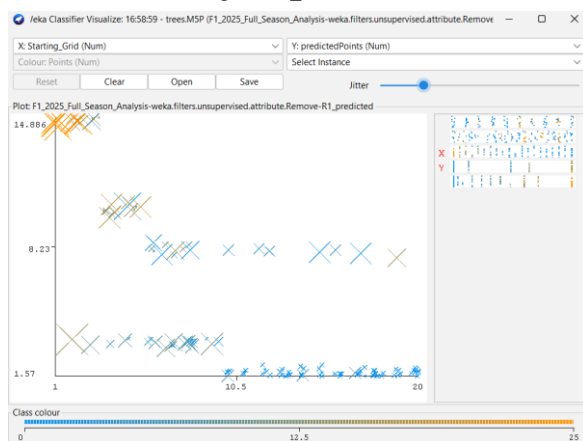 Weka Classifier Visualize: 16:58:59 - trees.M5P (F1_2025_Full_Season_Analysis-weka.filters.unsupervised.attribute.Remove
X: Starting_Grid (Num)
Y: predictedPoints (Num)
Colour: Points (Num)
Select Instance
Reset
Clear
Open
Save
Jitter
Plot: F1_2025_Full_Season_Analysis-weka.filters.unsupervised.attribute.Remove-R1_predicted
14.886
8.23
1.57
1
10.5
20
X
Y
Class colour
0
12.5
25